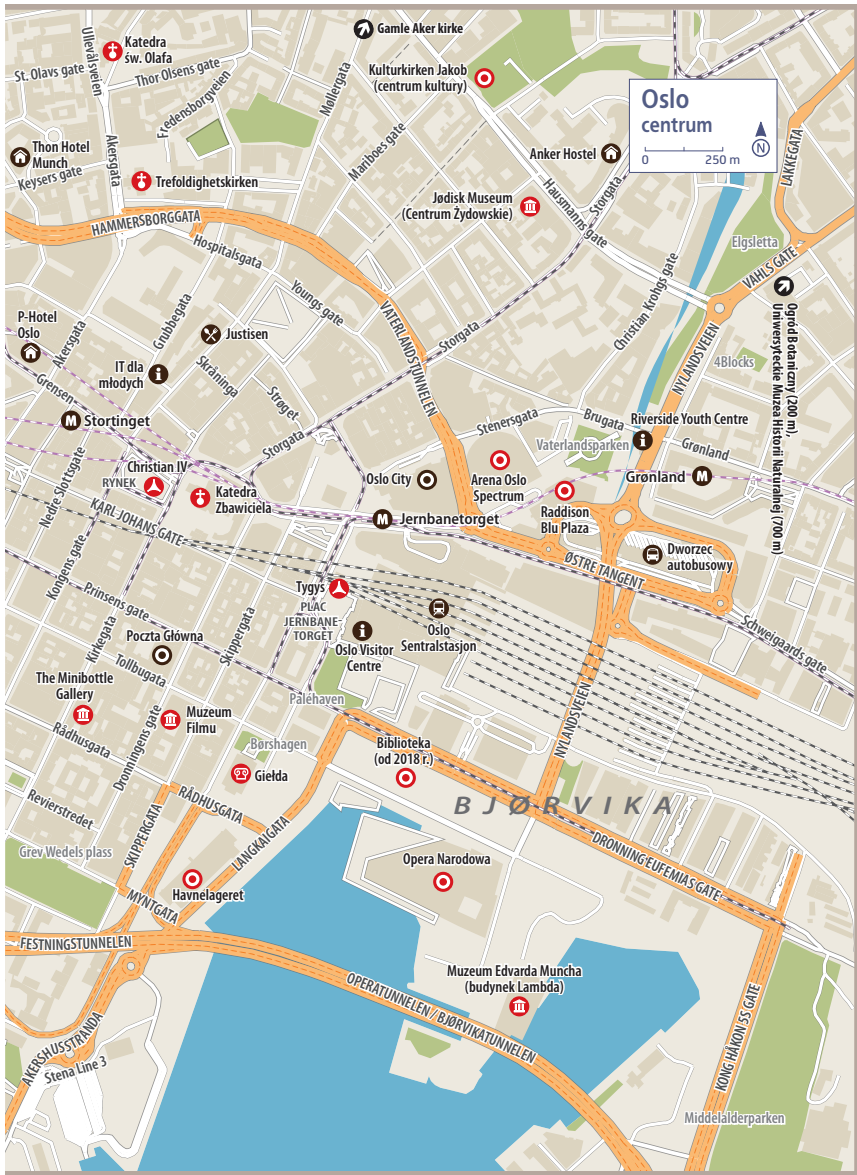 Oslo
centrum
0
250 m
N
Gamle Aker kirke
Katedra
św. Olafa
Ullevålsveien
St. Olavs gate
Thor Olsens gate
Fredensborgveien
Møllergata
Kulturkirken Jakob
(centrum kultury)
Thon Hotel
Munch
Keysers gate
Akersgata
Trefoldighetskirken
Mariboes gate
Anker Hostel
Jødisk Museum
(Centrum Żydowskie)
Hausmanns gate
Storgata
LAKKEGATA
HAMMERSBORGGATA
Hospitalsgata
Elgsletta
VAHLS GATE
Christian Krohgs gate
Youngs gate
VATERLANDSTUNNELEN
Storgata
P-Hotel
Oslo
Akersgata
Grubbegata
Justisen
IT dla
młodych
Skråninga
Strøget
Grensen
NYLANDSVEIEN
4Blocks
Ogród Botaniczny (200 m),
Uniwersyteckie Muzea Historii Naturalnej (700 m)
Stortinget
Storgata
Stenersgata
Brugata
Riverside Youth Centre
Vaterlandsparken
Grønland
Christian IV
RYNEK
Katedra
Zbawiciela
Oslo City
Arena Oslo
Spectrum
Grønland
Nedre Slottsgate
KARL JOHANS GATE
Jernbanetorget
Raddison
Blu Plaza
Dworzec
autobusowy
ØSTRE TANGENT
Kongens gate
Prinsens gate
Tygys
PLAC
JERNBANE-
TORGET
Oslo Visitor
Centre
Oslo
Sentralstasjon
Schweigaards gate
Kirkegata
Poczta Główna
Skippergata
Tollbugata
The Minibottle
Gallery
Muzeum
Filmu
Paléhaven
Rådhusgata
Dronningens gate
Børshagen
Giełda
Biblioteka
(od 2018 r.)
NYLANDSVEIEN
BJØRVIKA
Revierstredet
RÅDHUSGATA
SKIPPERGATA
LANGKAIGATA
DRONNING EUFEMIAS GATE
Grev Wedels plass
Havnelageret
Opera Narodowa
MYNTGATA
FESTNINGSTUNNELEN
Muzeum Edvarda Muncha
(budynek Lambda)
OPERATUNNELEN / BJØRVIKATUNNELEN
KONG HÅKON 5S GATE
AKERSHUSSTRANDA
Stena Line 3
Middelalderparken